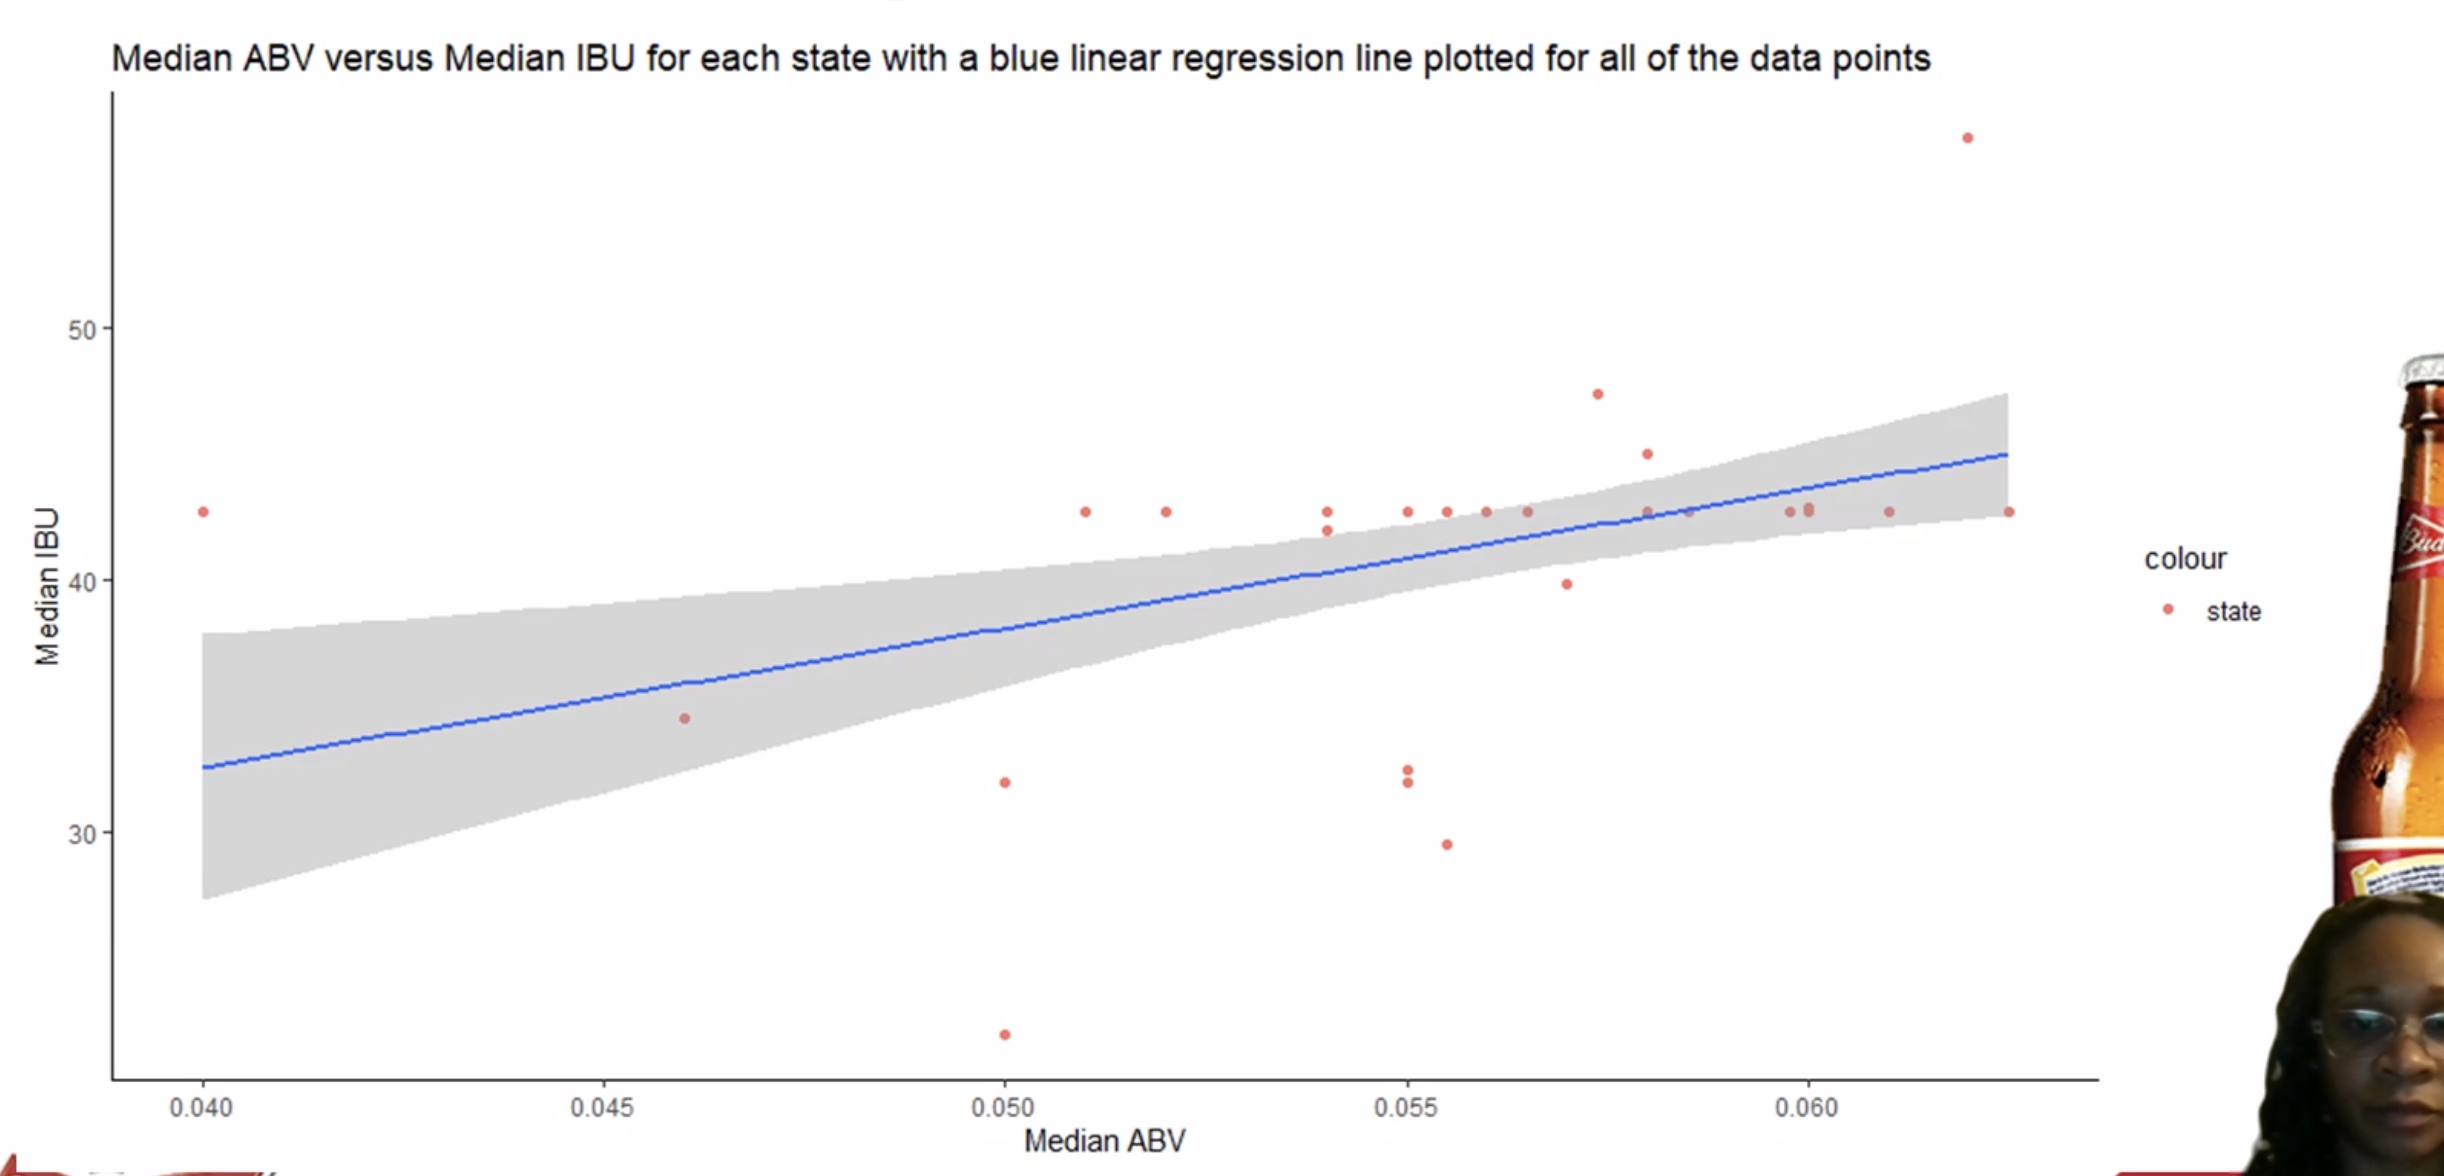 Median ABV versus Median IBU for each state with a blue linear regression line plotted for all of the data points
50
40
30
Median IBU
0.040
0.045
0.050
0.055
0.060
Median ABV
colour
state
Bud